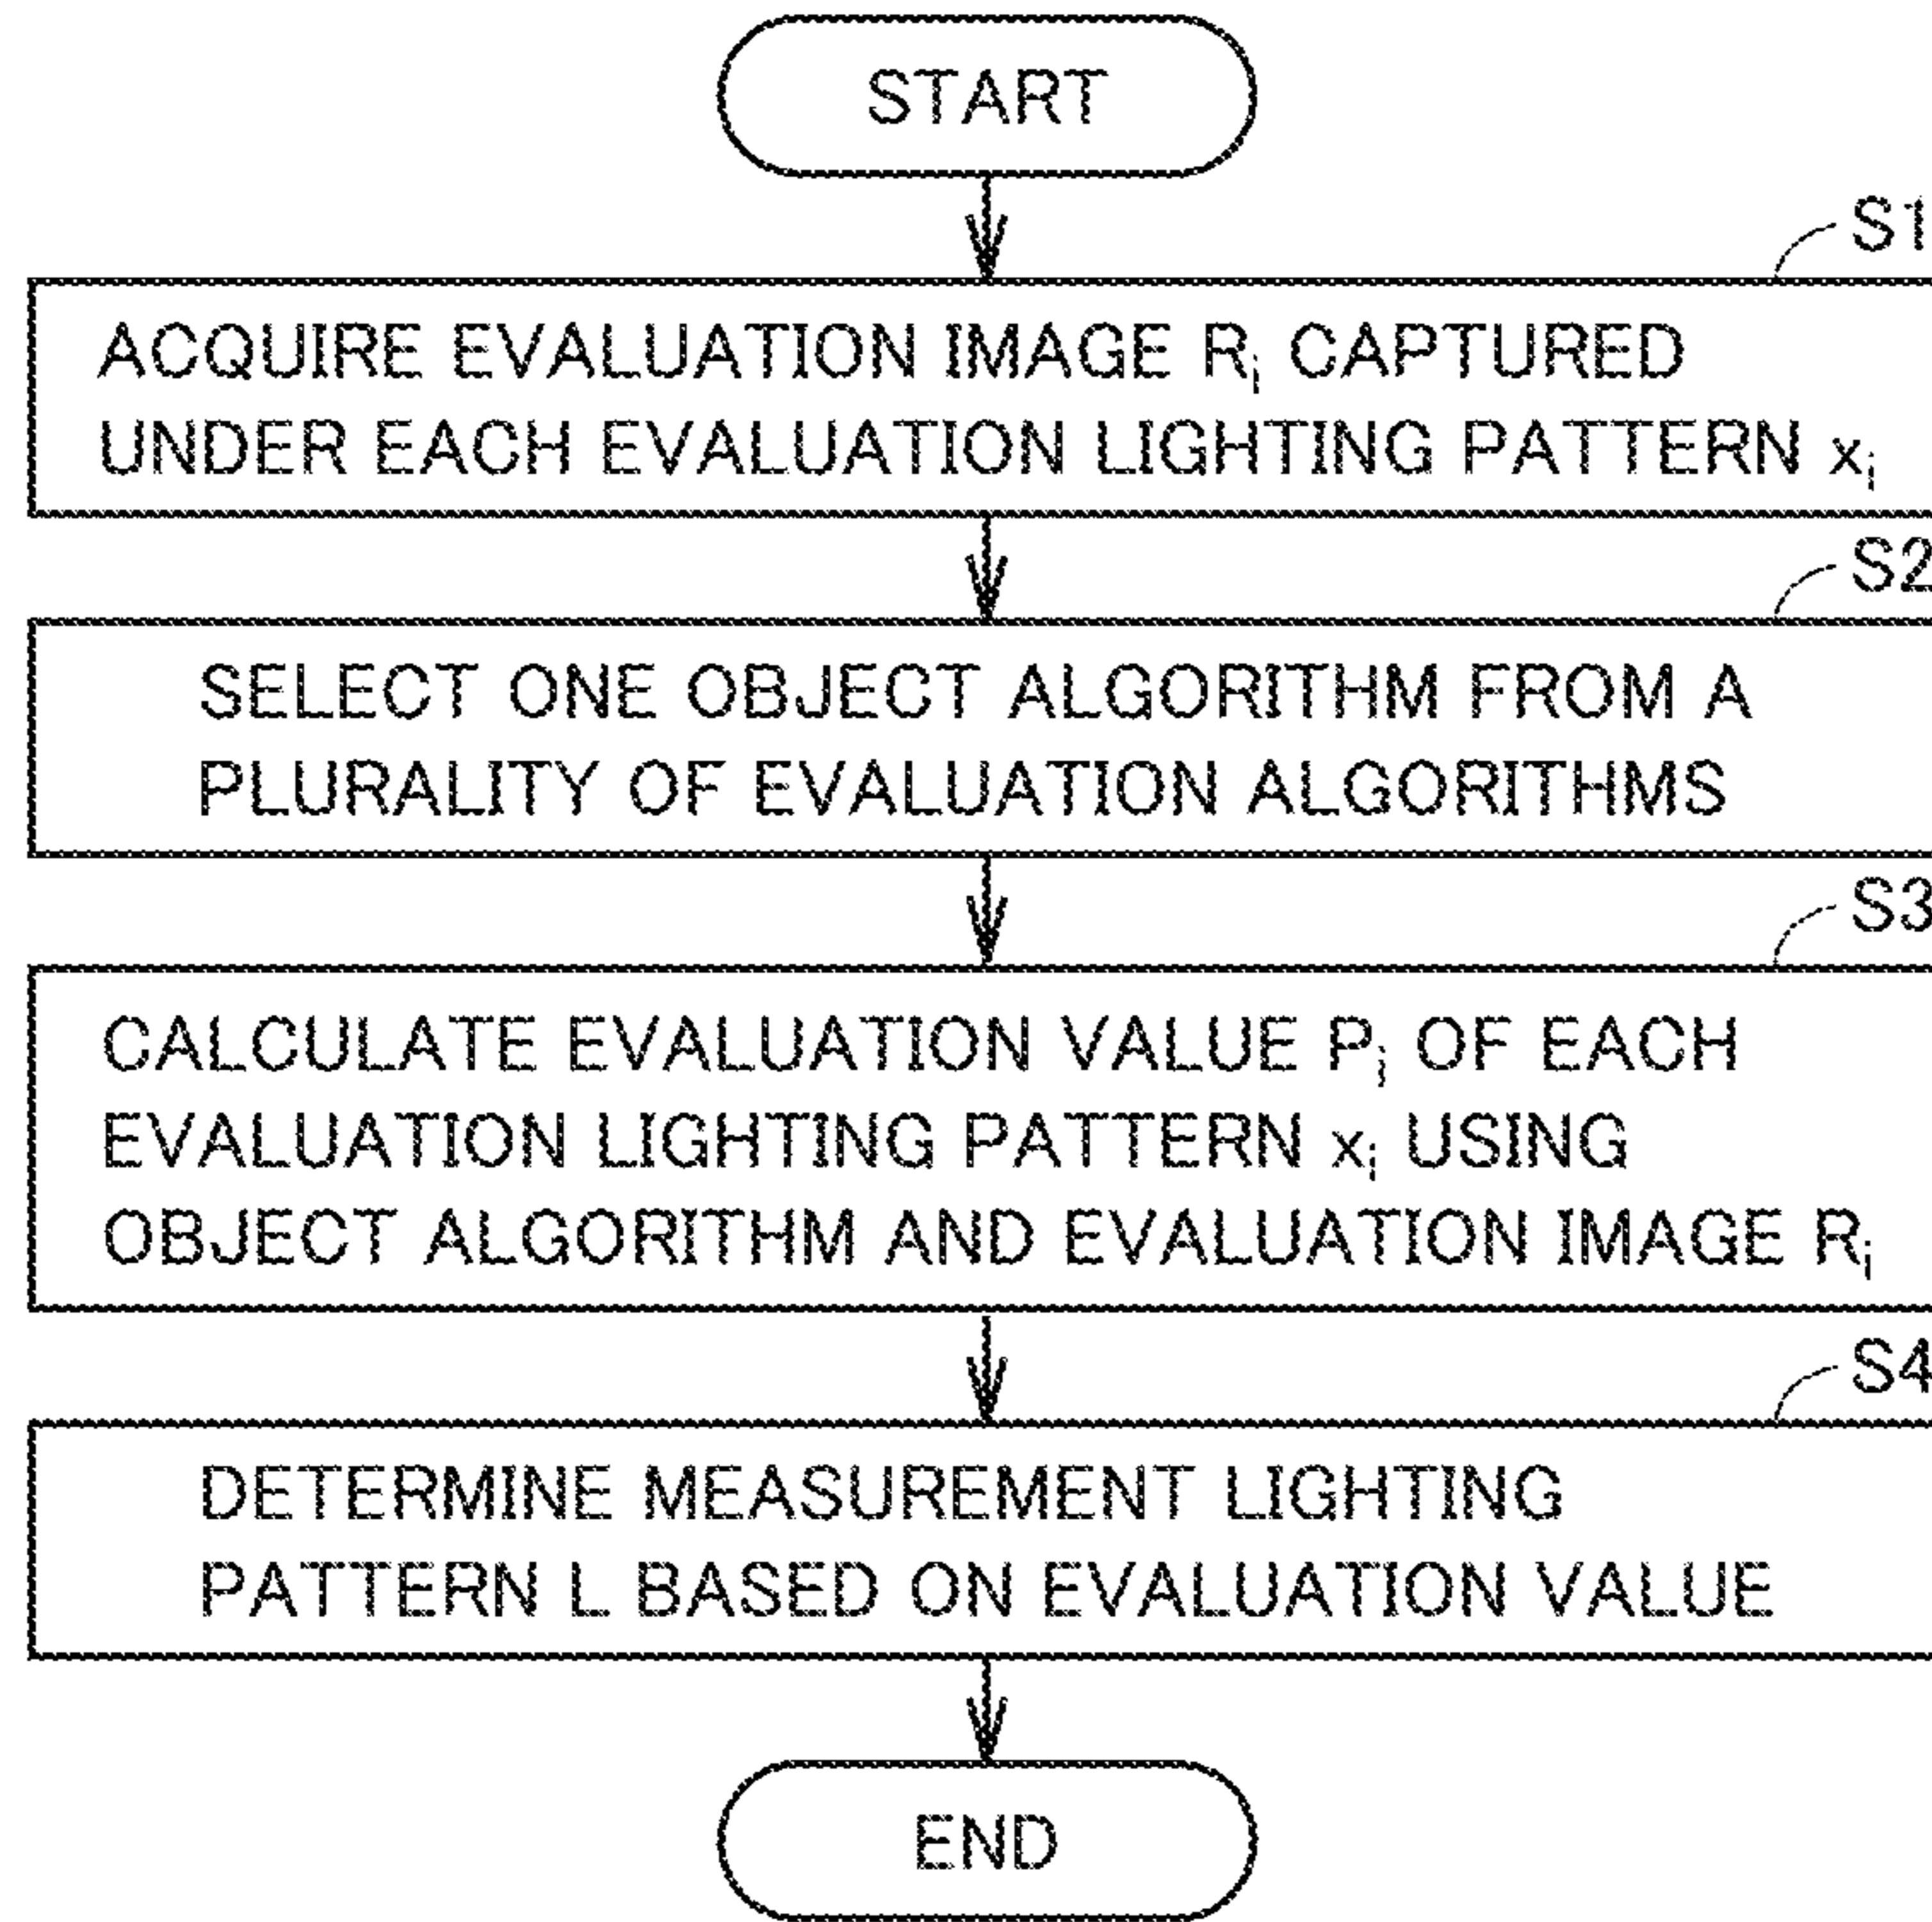 START
S1
ACQUIRE EVALUATION IMAGE Rᵢ CAPTURED
UNDER EACH EVALUATION LIGHTING PATTERN xᵢ
S2
SELECT ONE OBJECT ALGORITHM FROM A
PLURALITY OF EVALUATION ALGORITHMS
S3
CALCULATE EVALUATION VALUE Pᵢ OF EACH
EVALUATION LIGHTING PATTERN xᵢ USING
OBJECT ALGORITHM AND EVALUATION IMAGE Rᵢ
S4
DETERMINE MEASUREMENT LIGHTING
PATTERN L BASED ON EVALUATION VALUE
END